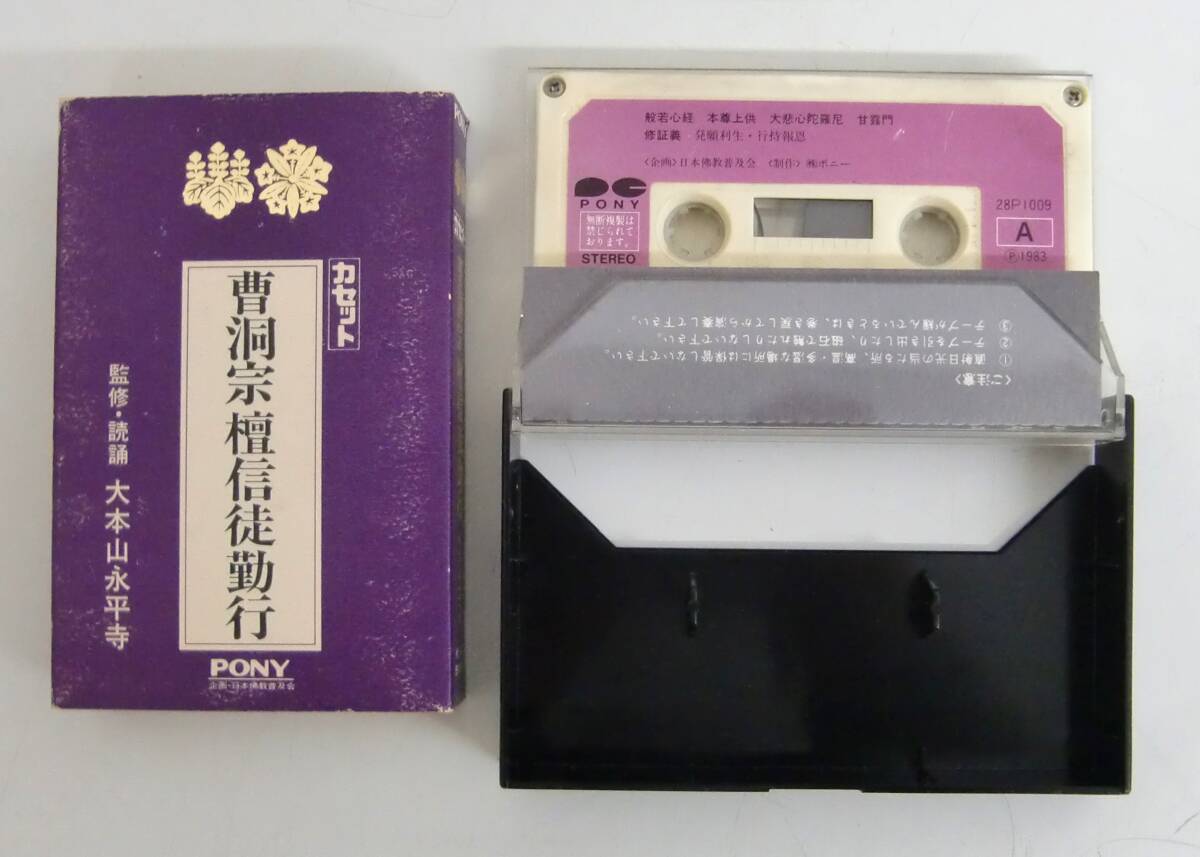 カセット
曹洞宗 檀信徒勤行
監修・読誦 大本山永平寺
PONY
企画・日本佛教普及会
PONY
般若心経 本尊上供 大悲心陀羅尼 甘露門
修証義 発願利生・行持報恩
〈企画〉日本佛教普及会 〈制作〉㈱ポニー
PONY
無断複製は
禁じられて
おります。
STEREO
28P1009
A
Ⓟ1983
〈ご注意〉
① 直射日光の当たる所、高温・多湿な場所には保管しないで下さい。
② テープを引き出したり、磁石で触れたりしないで下さい。
③ テープが緩んでいるときは、巻き戻してから演奏して下さい。